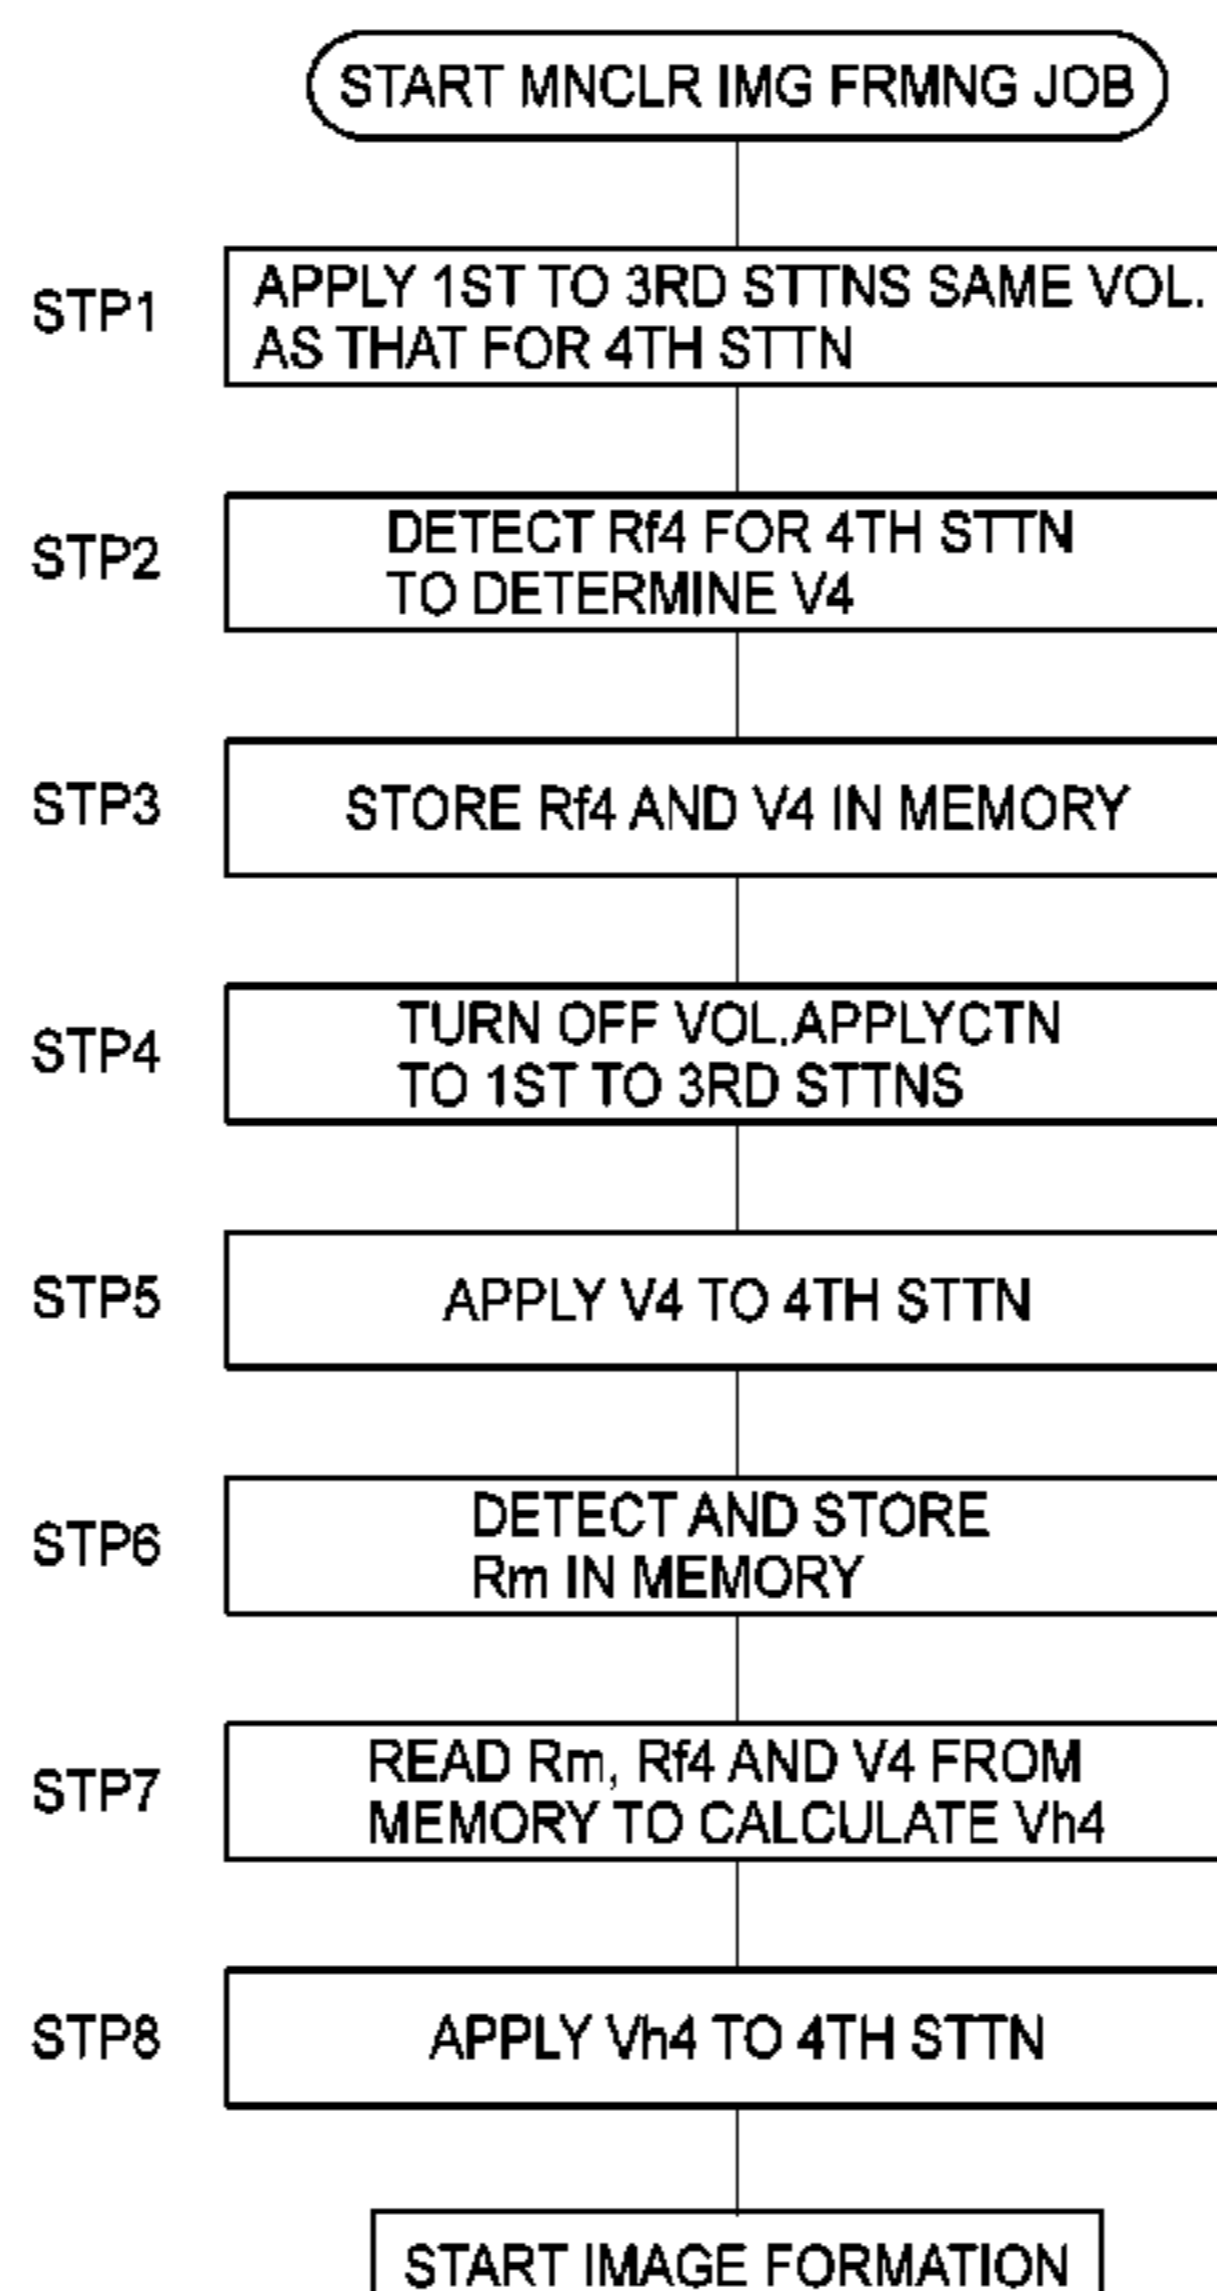 START MNCLR IMG FRMNG JOB
STP1
APPLY 1ST TO 3RD STTNS SAME VOL.
AS THAT FOR 4TH STTN
STP2
DETECT Rf4 FOR 4TH STTN
TO DETERMINE V4
STP3
STORE Rf4 AND V4 IN MEMORY
STP4
TURN OFF VOL.APPLYCTN
TO 1ST TO 3RD STTNS
STP5
APPLY V4 TO 4TH STTN
STP6
DETECT AND STORE
Rm IN MEMORY
STP7
READ Rm, Rf4 AND V4 FROM
MEMORY TO CALCULATE Vh4
STP8
APPLY Vh4 TO 4TH STTN
START IMAGE FORMATION